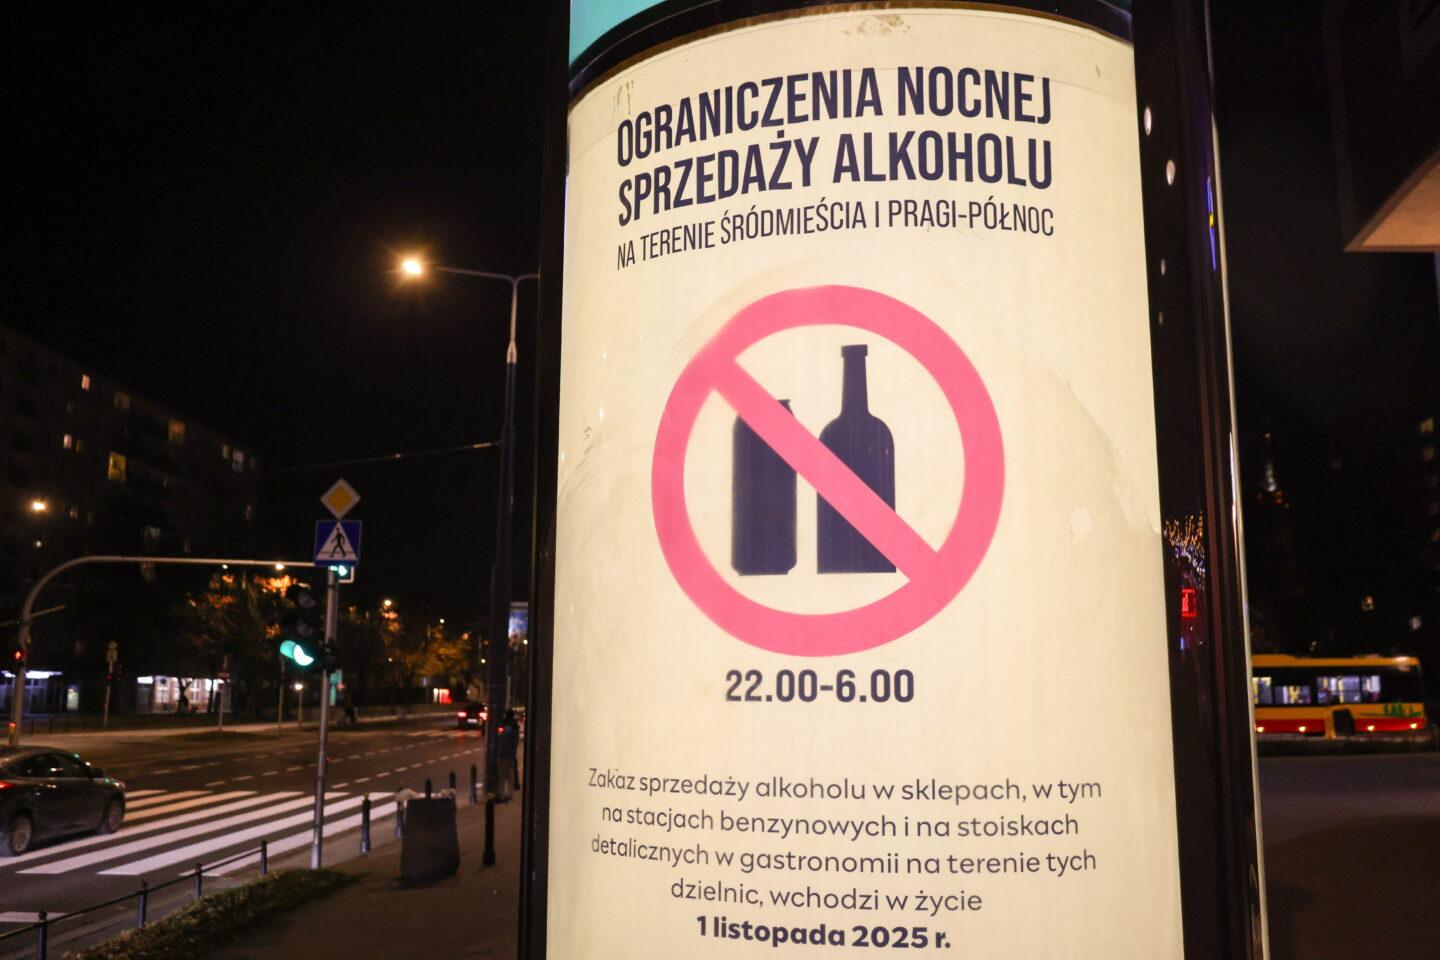 OGRANICZENIA NOCNEJ
SPRZEDAŻY ALKOHOLU
NA TERENIE ŚRÓDMIEŚCIA I PRAGI-PÓŁNOC
22.00-6.00
Zakaz sprzedaży alkoholu w sklepach, w tym
na stacjach benzynowych i na stoiskach
detalicznych w gastronomii na terenie tych
dzielnic, wchodzi w życie
1 listopada 2025 r.